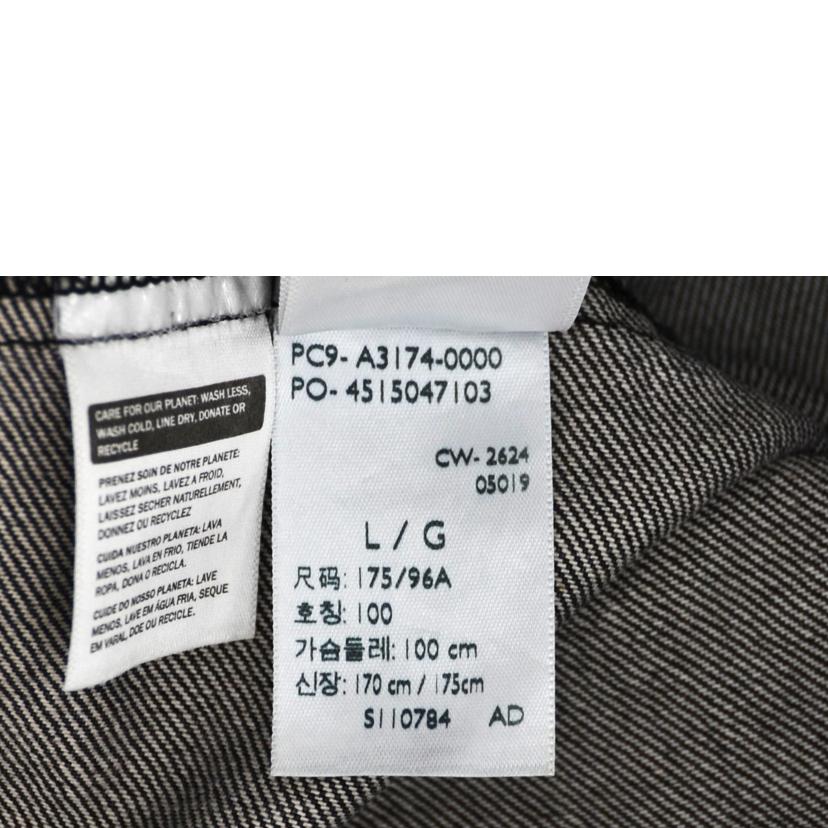 CARE FOR OUR PLANET: WASH LESS,
WASH COLD, LINE DRY, DONATE OR
RECYCLE
PRENEZ SOIN DE NOTRE PLANETE:
LAVEZ MOINS, LAVEZ A FROID,
LAISSEZ SECHER NATURELLEMENT,
DONNEZ OU RECYCLEZ
CUIDA NUESTRO PLANETA: LAVA
MENOS, LAVA EN FRIO, TIENDE LA
ROPA, DONA O RECICLA.
CUIDE DO NOSSO PLANETA: LAVE
MENOS, LAVE EM ÁGUA FRIA, SEQUE
EM VARAL, DOE OU RECICLE.
PC9- A3174-0000
PO- 4515047103
CW- 2624
05019
L / G
尺码: 175/96A
호칭: 100
가슴둘레: 100 cm
신장: 170 cm / 175cm
S110784 AD